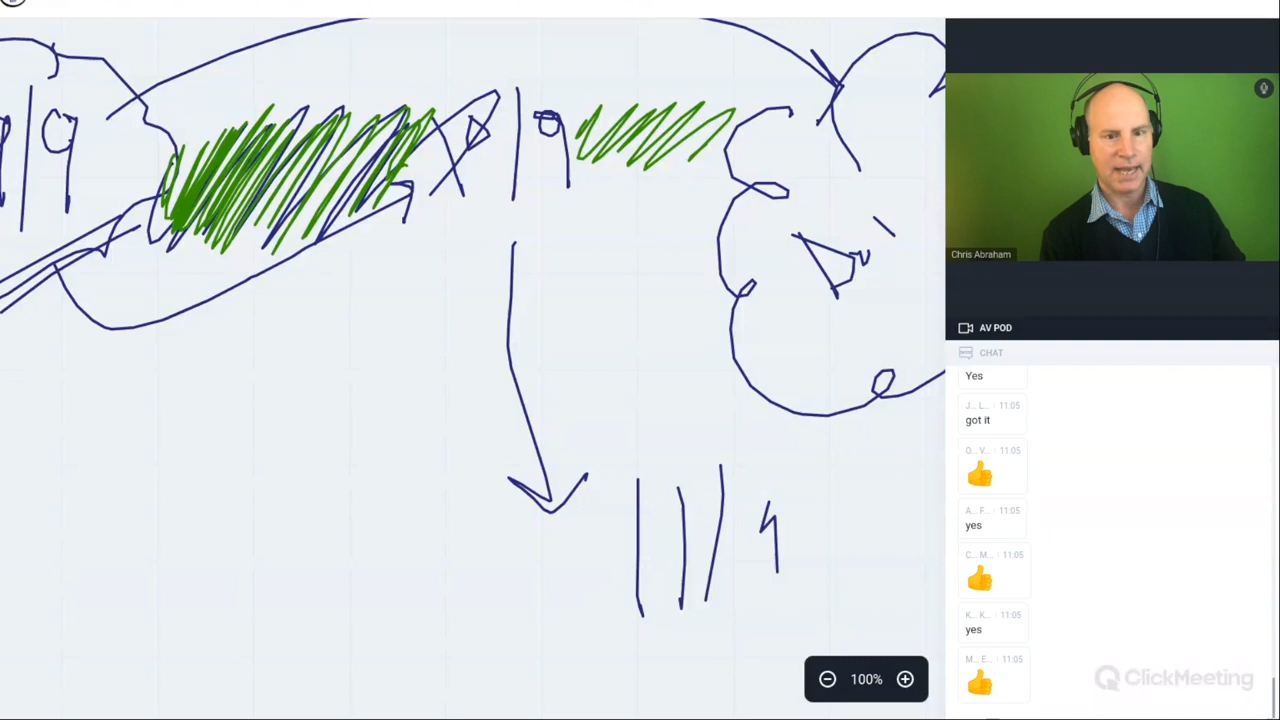 Chris Abraham
AV POD
CHAT
Yes
J... L... 11:05
got it
O... V... 11:05
👍
A... F... 11:05
yes
C... M... 11:05
👍
K... K... 11:05
yes
M... E... 11:05
👍
100%
ClickMeeting